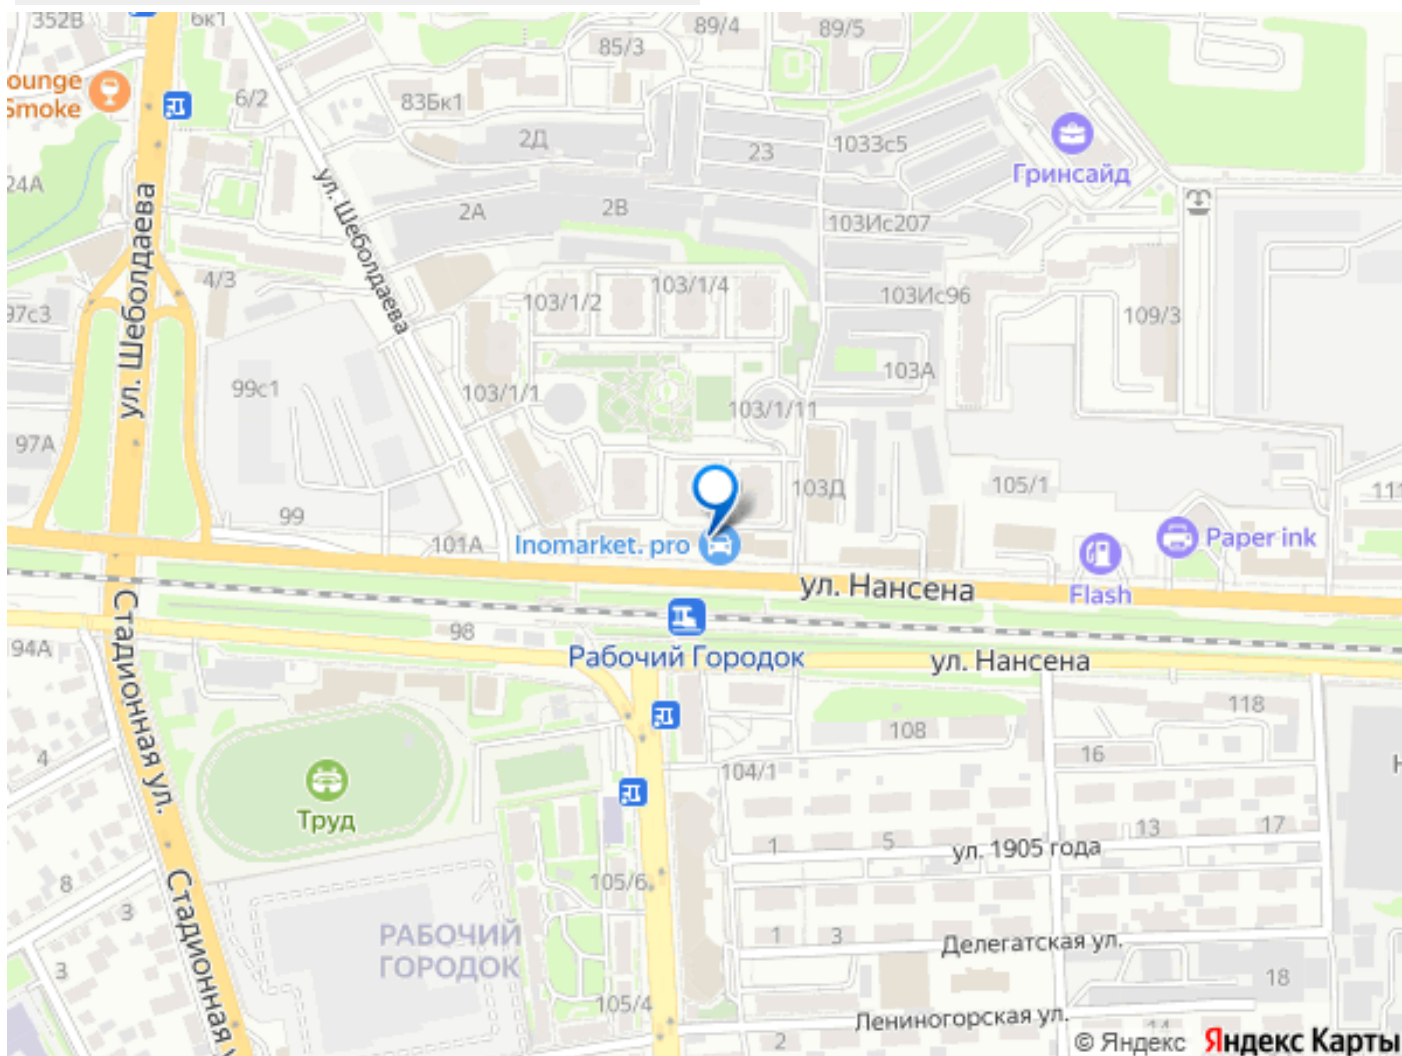 352В
6к1
89/4
89/5
85/3
ounge
Smoke
6/2
83Бк1
2Д
23
1033с5
Гринсайд
24А
ул. Шеболдаева
ул. Шеболдаева
2А
2В
103Ис207
4/3
103/1/2
103/1/4
103Ис96
97с3
109/3
99с1
103/1/1
103А
103/1/11
97А
103Д
105/1
111
99
101А
Inomarket. pro
Paper ink
ул. Нансена
Flash
Стадионная ул.
98
94А
Рабочий Городок
ул. Нансена
118
108
16
4
104/1
Труд
1
5
13
17
ул. 1905 года
8
105/6
3
Стадионная у
РАБОЧИЙ
ГОРОДОК
1
3
Делегатская ул.
3
18
105/4
Лениногорская ул.
2
© Яндекс Яндекс Карты